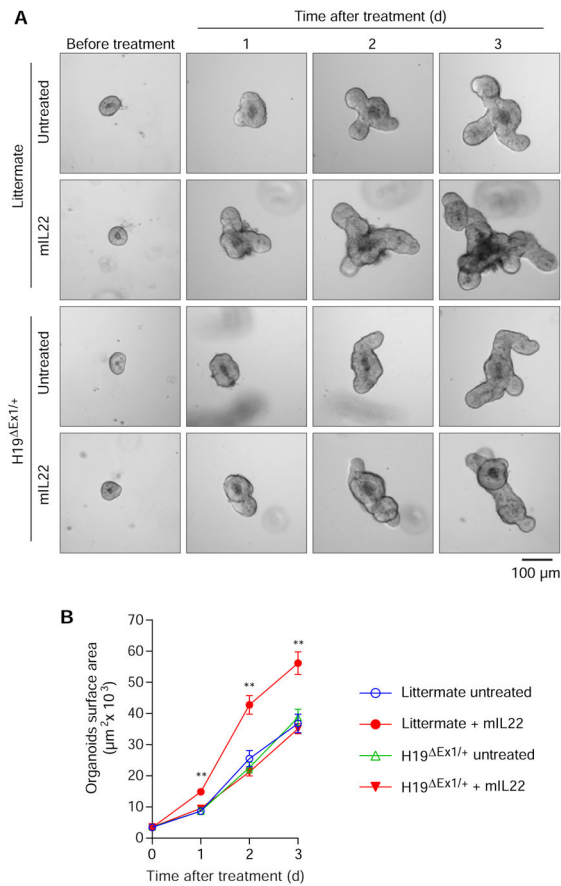 A
Time after treatment (d)
Before treatment
1
2
3
Littermate
Untreated
mIL22
H19ΔEx1/+
Untreated
mIL22
100 µm
B
Organoids surface area
(µm2x 103)
70
60
50
40
30
20
10
0
**
**
**
0
1
2
3
Time after treatment (d)
Littermate untreated
Littermate + mIL22
H19ΔEx1/+ untreated
H19ΔEx1/+ + mIL22